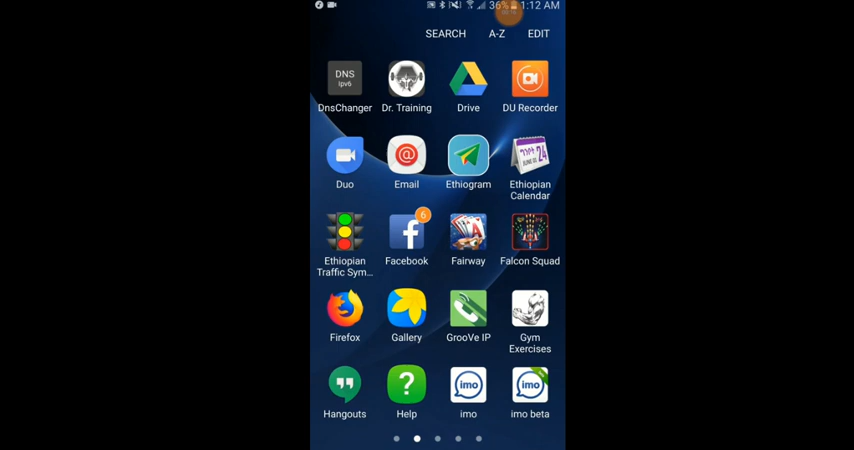 36% 1:12 AM
SEARCH A-Z EDIT
DNS
Ipv6
DnsChanger Dr. Training Drive DU Recorder
Duo Email Ethiogram Ethiopian
Calendar
24
6
Ethiopian Facebook Fairway Falcon Squad
Traffic Sym...
Firefox Gallery GrooVe IP Gym
Exercises
imo imo
Hangouts Help imo imo beta